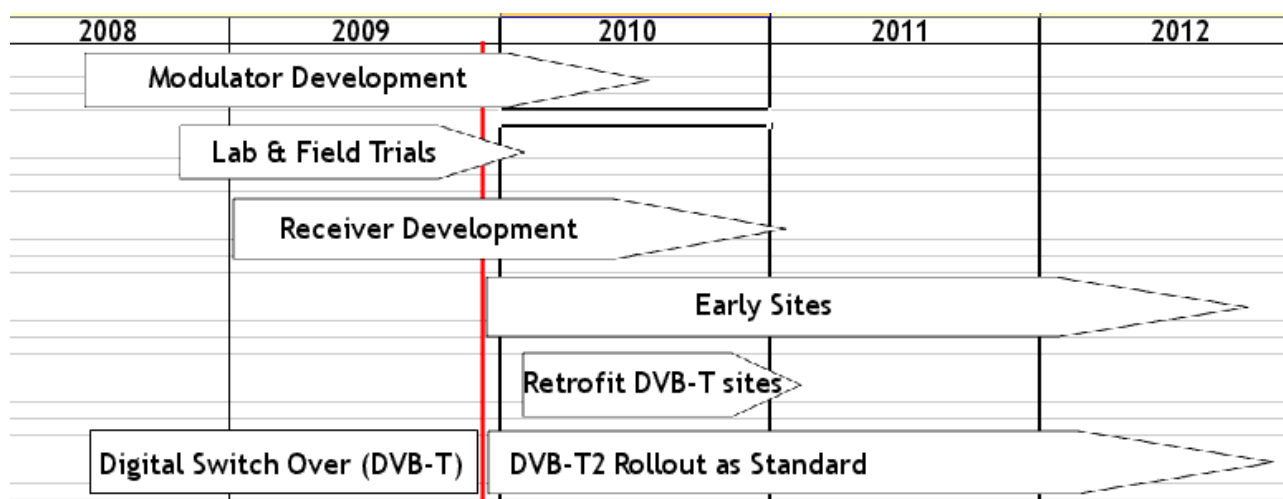 2008 2009 2010 2011 2012
Modulator Development
Lab & Field Trials
Receiver Development
Early Sites
Retrofit DVB-T sites
Digital Switch Over (DVB-T) DVB-T2 Rollout as Standard